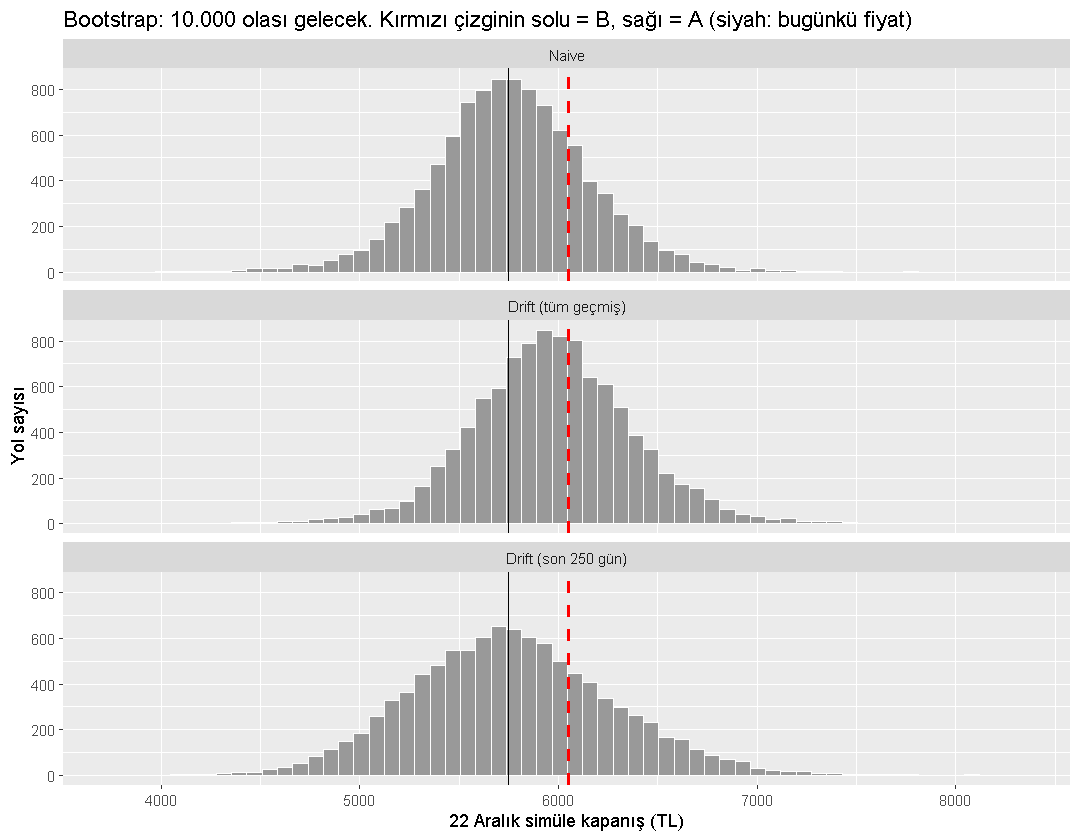 Bootstrap: 10.000 olası gelecek. Kırmızı çizginin solu = B, sağı = A (siyah: bugünkü fiyat)
Naive
800
600
400
200
0
Drift (tüm geçmiş)
800
600
400
200
0
Drift (son 250 gün)
800
600
400
200
0
Yol sayısı
4000 5000 6000 7000 8000
22 Aralık simüle kapanış (TL)